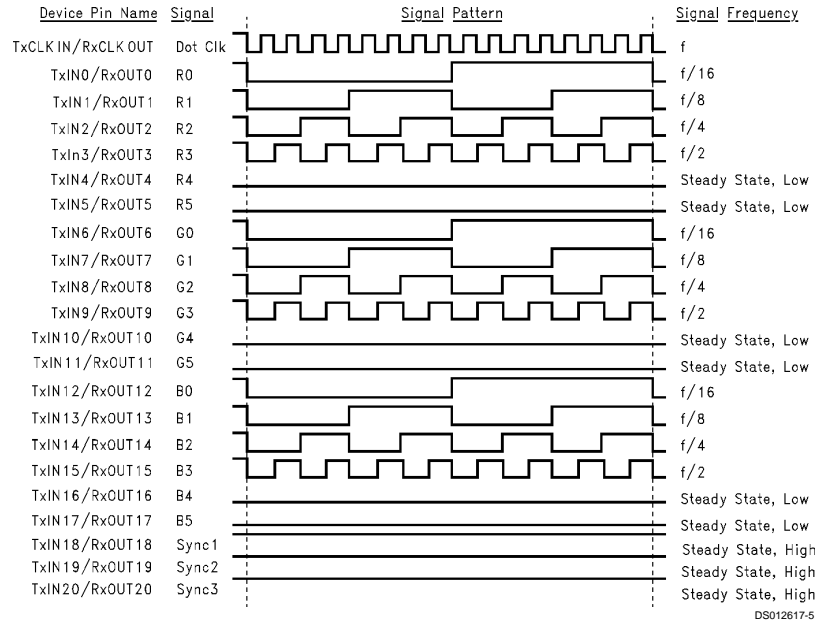 Device Pin Name Signal Signal Pattern Signal Frequency
TxCLK IN/RxCLK OUT Dot Clk f
TxIN0/RxOUT0 R0 f/16
TxIN1/RxOUT1 R1 f/8
TxIN2/RxOUT2 R2 f/4
TxIn3/RxOUT3 R3 f/2
TxIN4/RxOUT4 R4 Steady State, Low
TxIN5/RxOUT5 R5 Steady State, Low
TxIN6/RxOUT6 G0 f/16
TxIN7/RxOUT7 G1 f/8
TxIN8/RxOUT8 G2 f/4
TxIN9/RxOUT9 G3 f/2
TxIN10/RxOUT10 G4 Steady State, Low
TxIN11/RxOUT11 G5 Steady State, Low
TxIN12/RxOUT12 B0 f/16
TxIN13/RxOUT13 B1 f/8
TxIN14/RxOUT14 B2 f/4
TxIN15/RxOUT15 B3 f/2
TxIN16/RxOUT16 B4 Steady State, Low
TxIN17/RxOUT17 B5 Steady State, Low
TxIN18/RxOUT18 Sync1 Steady State, High
TxIN19/RxOUT19 Sync2 Steady State, High
TxIN20/RxOUT20 Sync3 Steady State, High
DS012617-5